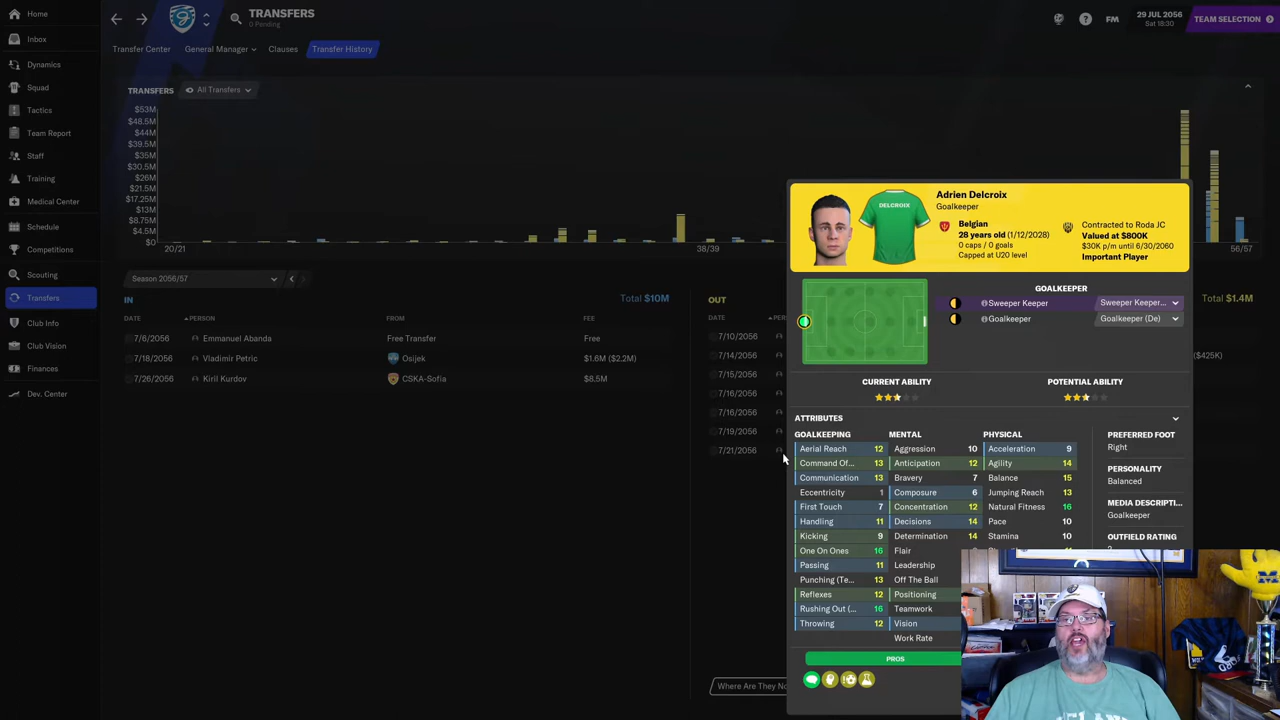 Home
TRANSFERS
0 Pending
FM
29 JUL 2056
Sat 18:30
TEAM SELECTION
Inbox
Dynamics
Squad
Tactics
Team Report
Staff
Training
Medical Center
Schedule
Competitions
Scouting
Transfers
Club Info
Club Vision
Finances
Dev. Center
Transfer Center
General Manager
Clauses
Transfer History
TRANSFERS
All Transfers
$53M
$48.5M
$44M
$39.5M
$35M
$30.5M
$26M
$21.5M
$17.25M
$13M
$8.75M
$4.5M
$0
20/21
38/39
56/57
Season 2056/57
IN
Total $10M
DATE PERSON FROM FEE
7/6/2056 Emmanuel Abanda Free Transfer Free
7/18/2056 Vladimir Petric Osijek $1.6M ($2.2M)
7/26/2056 Kiril Kurdov CSKA-Sofia $8.5M
OUT
Total $1.4M
DATE
7/10/2056
7/14/2056
7/15/2056
7/16/2056
7/16/2056
7/19/2056
7/21/2056
($425K)
Where Are They No
DELCROIX
Adrien Delcroix
Goalkeeper
Belgian
28 years old (1/12/2028)
0 caps / 0 goals
Capped at U20 level
Contracted to Roda JC
Valued at $800K
$30K p/m until 6/30/2060
Important Player
GOALKEEPER
Sweeper Keeper Sweeper Keeper...
Goalkeeper Goalkeeper (De)
CURRENT ABILITY
POTENTIAL ABILITY
ATTRIBUTES
GOALKEEPING
Aerial Reach 12
Command Of... 13
Communication 13
Eccentricity 1
First Touch 7
Handling 11
Kicking 9
One On Ones 16
Passing 11
Punching (Te... 13
Reflexes 12
Rushing Out (... 16
Throwing 12
MENTAL
Aggression 10
Anticipation 12
Bravery 7
Composure 6
Concentration 12
Decisions 14
Determination 14
Flair
Leadership
Off The Ball
Positioning
Teamwork
Vision
Work Rate
PHYSICAL
Acceleration 9
Agility 14
Balance 15
Jumping Reach 13
Natural Fitness 16
Pace 10
Stamina 10
PREFERRED FOOT
Right
PERSONALITY
Balanced
MEDIA DESCRIPTI...
Goalkeeper
OUTFIELD RATING
PROS